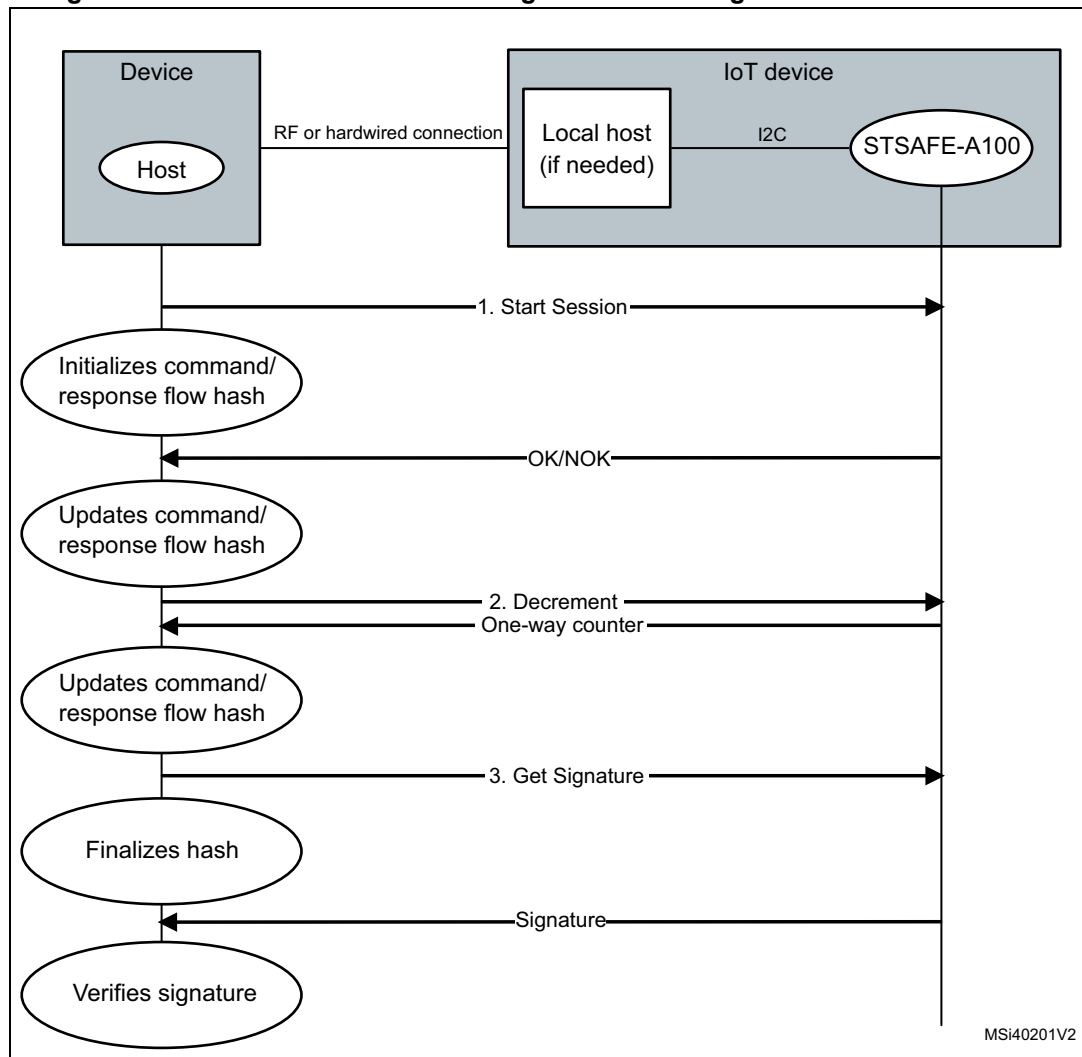 Device
IoT device
RF or hardwired connection
Local host
(if needed)
I2C
STSAFE-A100
Host
1. Start Session
Initializes command/
response flow hash
OK/NOK
Updates command/
response flow hash
2. Decrement
One-way counter
Updates command/
response flow hash
3. Get Signature
Finalizes hash
Signature
Verifies signature
MSi40201V2